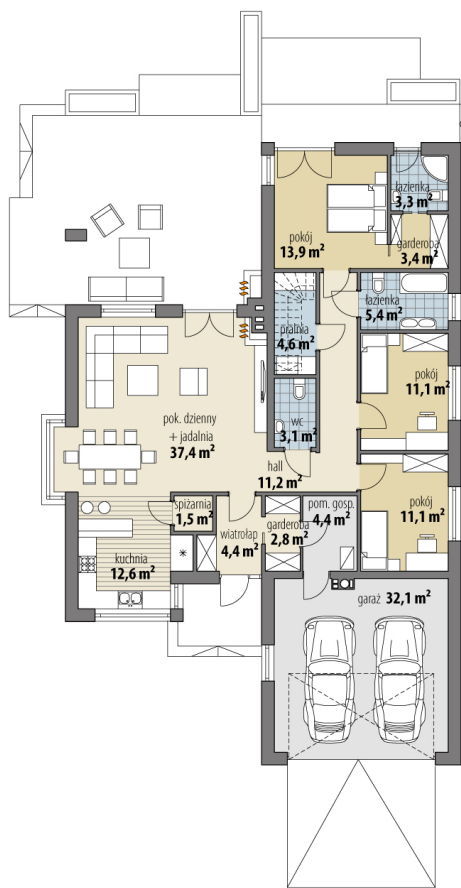 łazienka
3,3 m²
pokój
13,9 m²
garderoba
3,4 m²
łazienka
5,4 m²
pralnia
4,6 m²
pokój
11,1 m²
wc
3,1 m²
pok. dzienny
+ jadalnia
37,4 m²
hall
11,2 m²
pokój
11,1 m²
spiżarnia
1,5 m²
garderoba
2,8 m²
pom. gosp.
4,4 m²
wiatrołap
4,4 m²
kuchnia
12,6 m²
garaż 32,1 m²